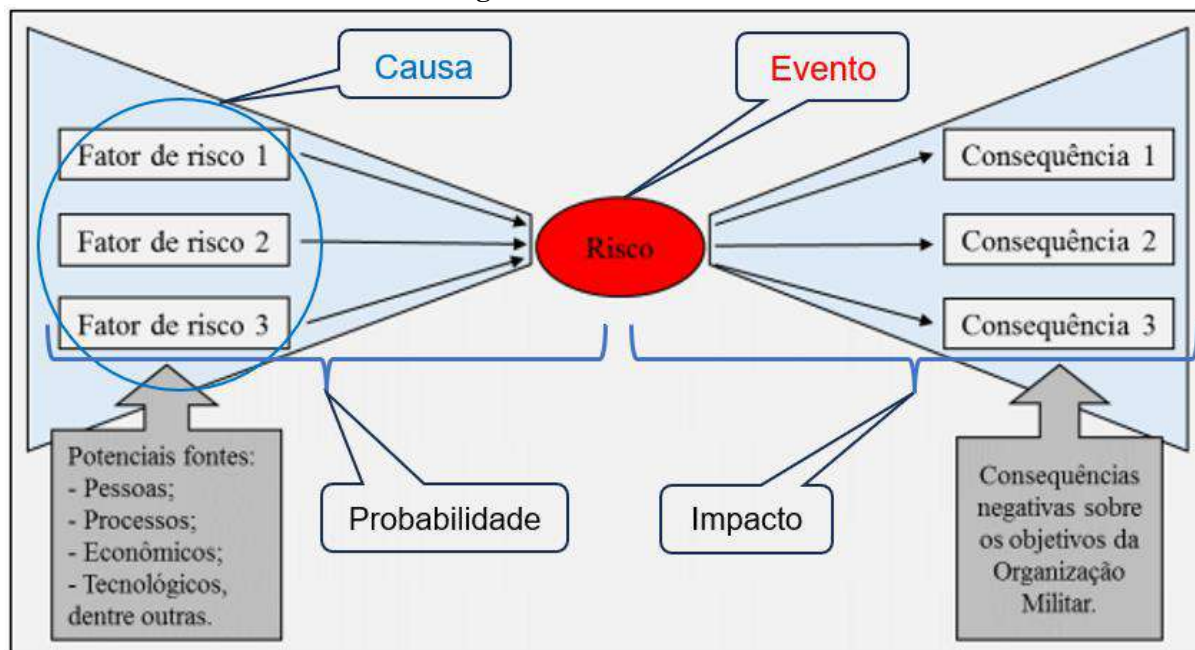 Causa
Evento
Fator de risco 1
Fator de risco 2
Fator de risco 3
Risco
Consequência 1
Consequência 2
Consequência 3
Potenciais fontes:
- Pessoas;
- Processos;
- Econômicos;
- Tecnológicos,
dentre outras.
Probabilidade
Impacto
Consequências
negativas sobre
os objetivos da
Organização
Militar.